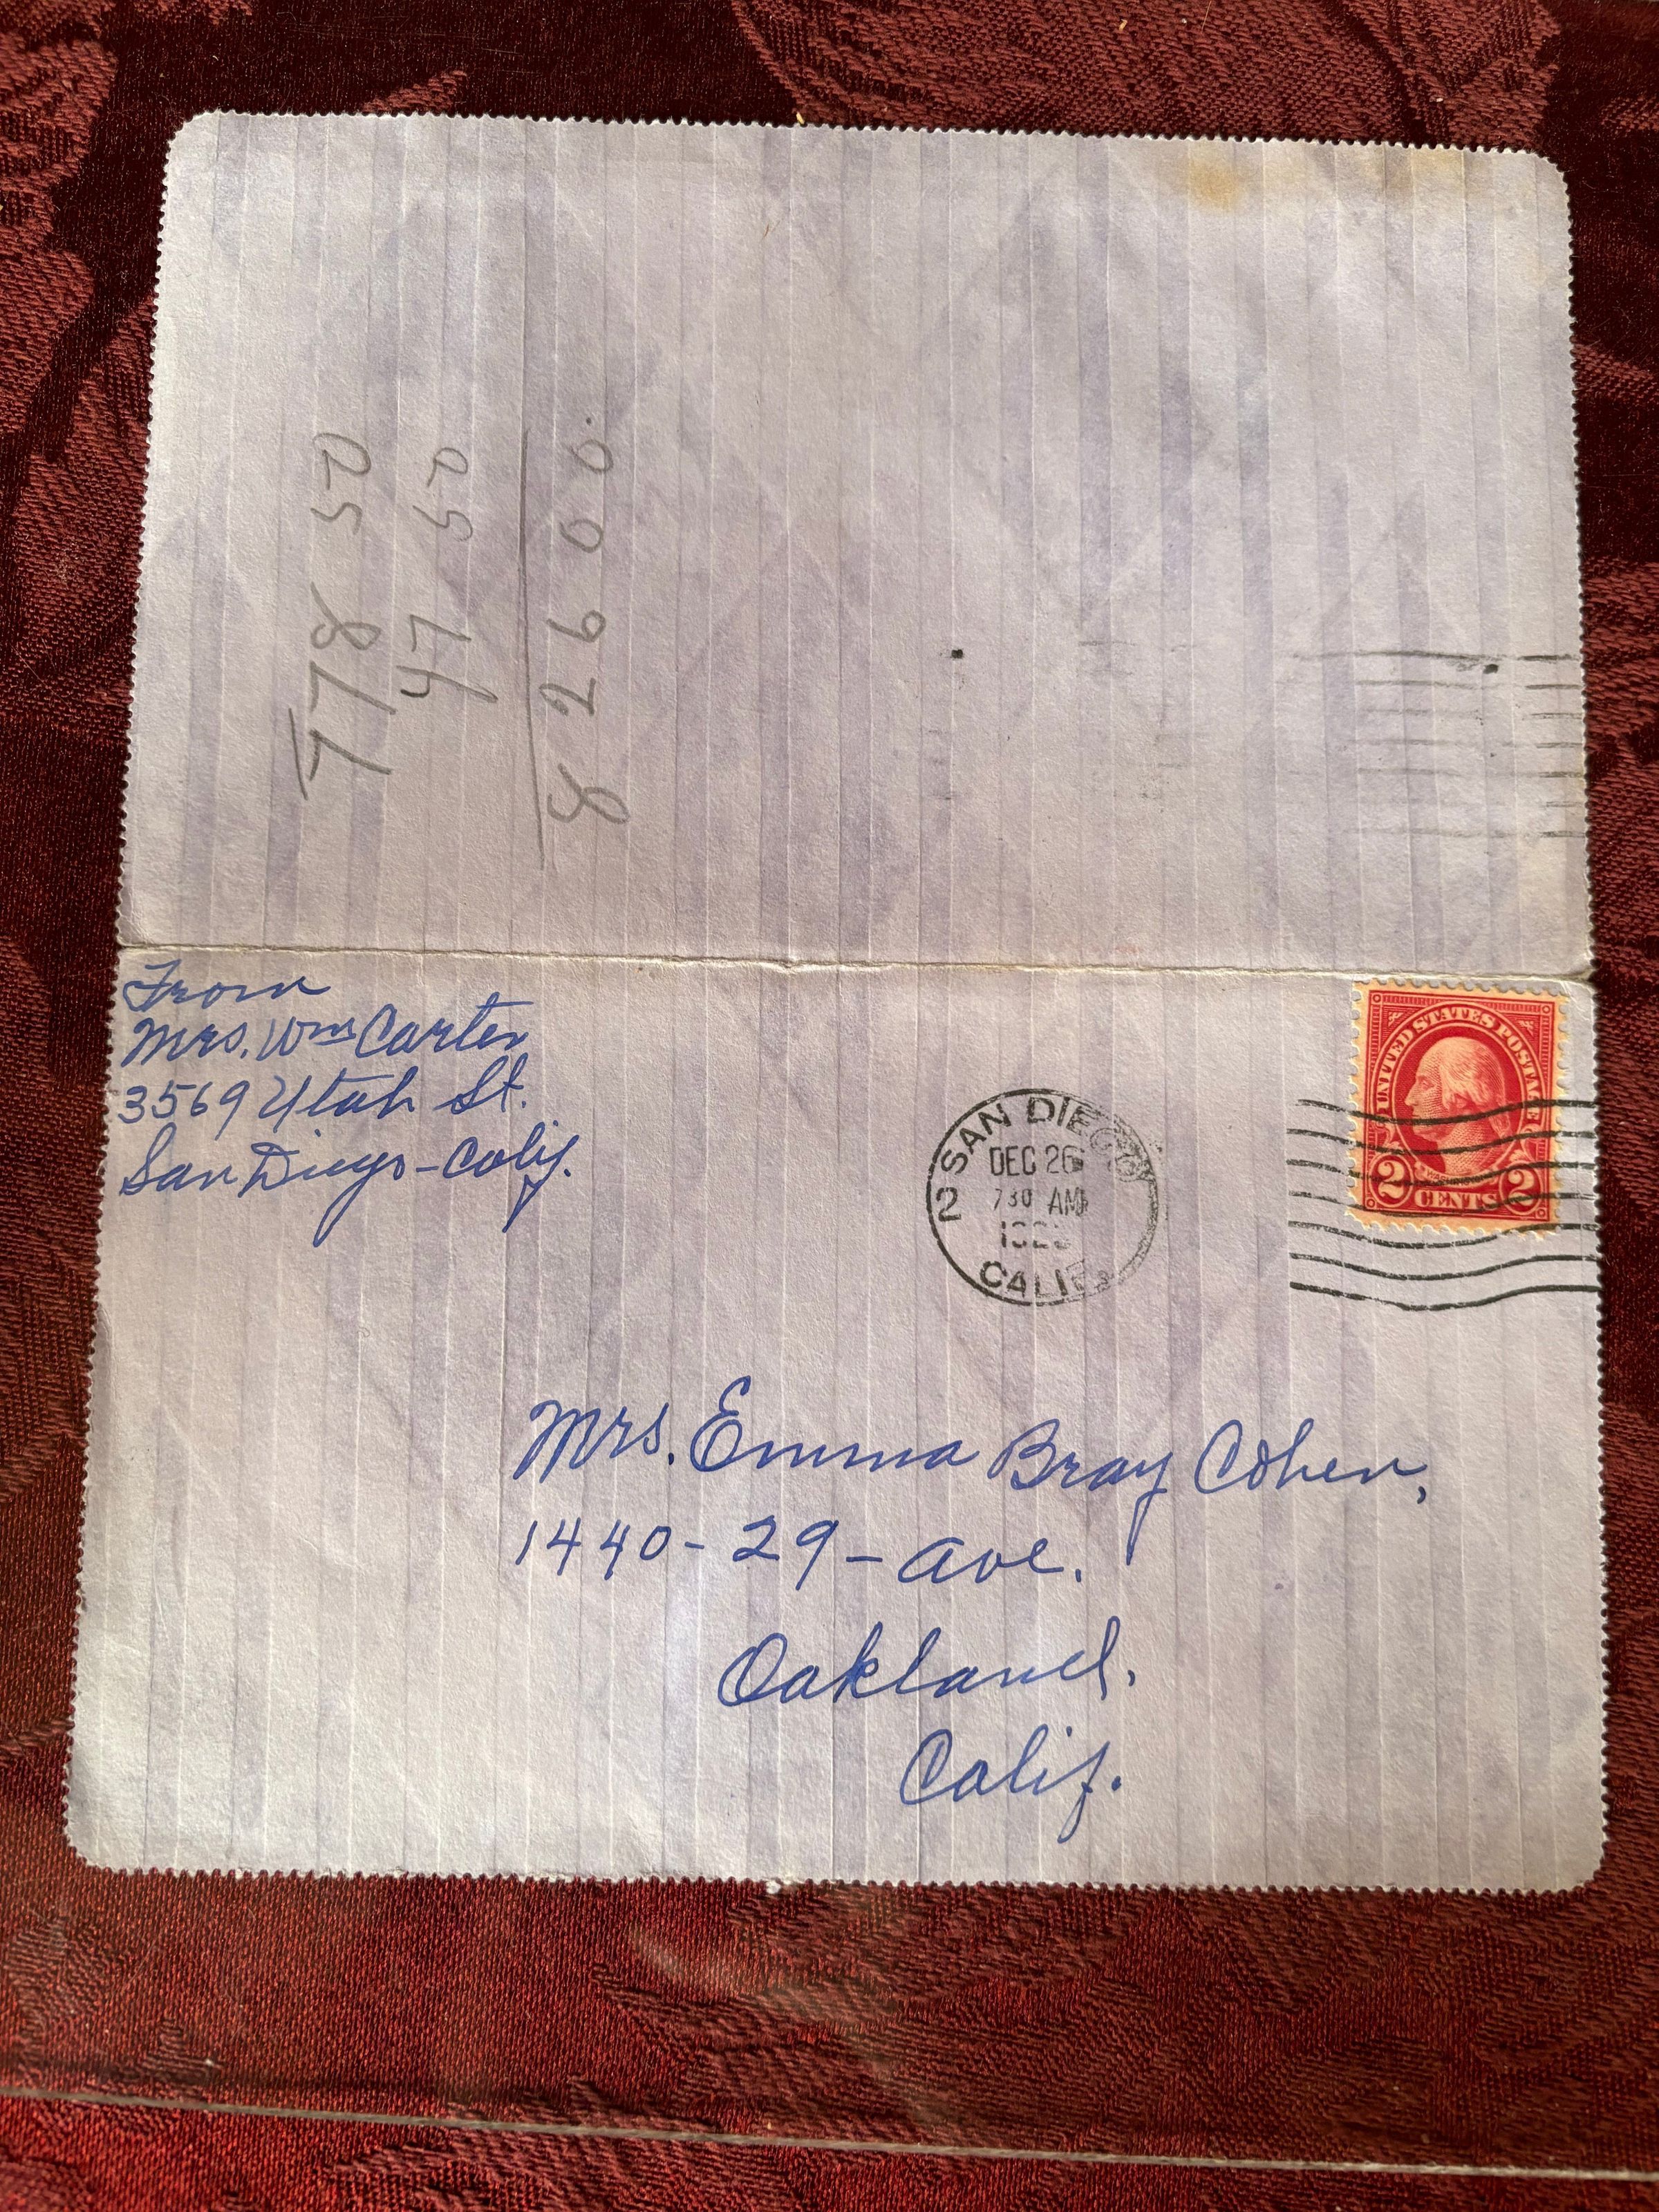 778 50
47 50
826 00
From
Mrs. Wm Carter
3569 Utah St.
San Diego - Calif.
UNITED STATES POSTAGE
2 CENTS 2
SAN DIEGO
DEC 26
7 30 AM
2
CALIF.
Mrs. Emma Bray Cohen,
1440 - 29 - Ave.
Oakland,
Calif.